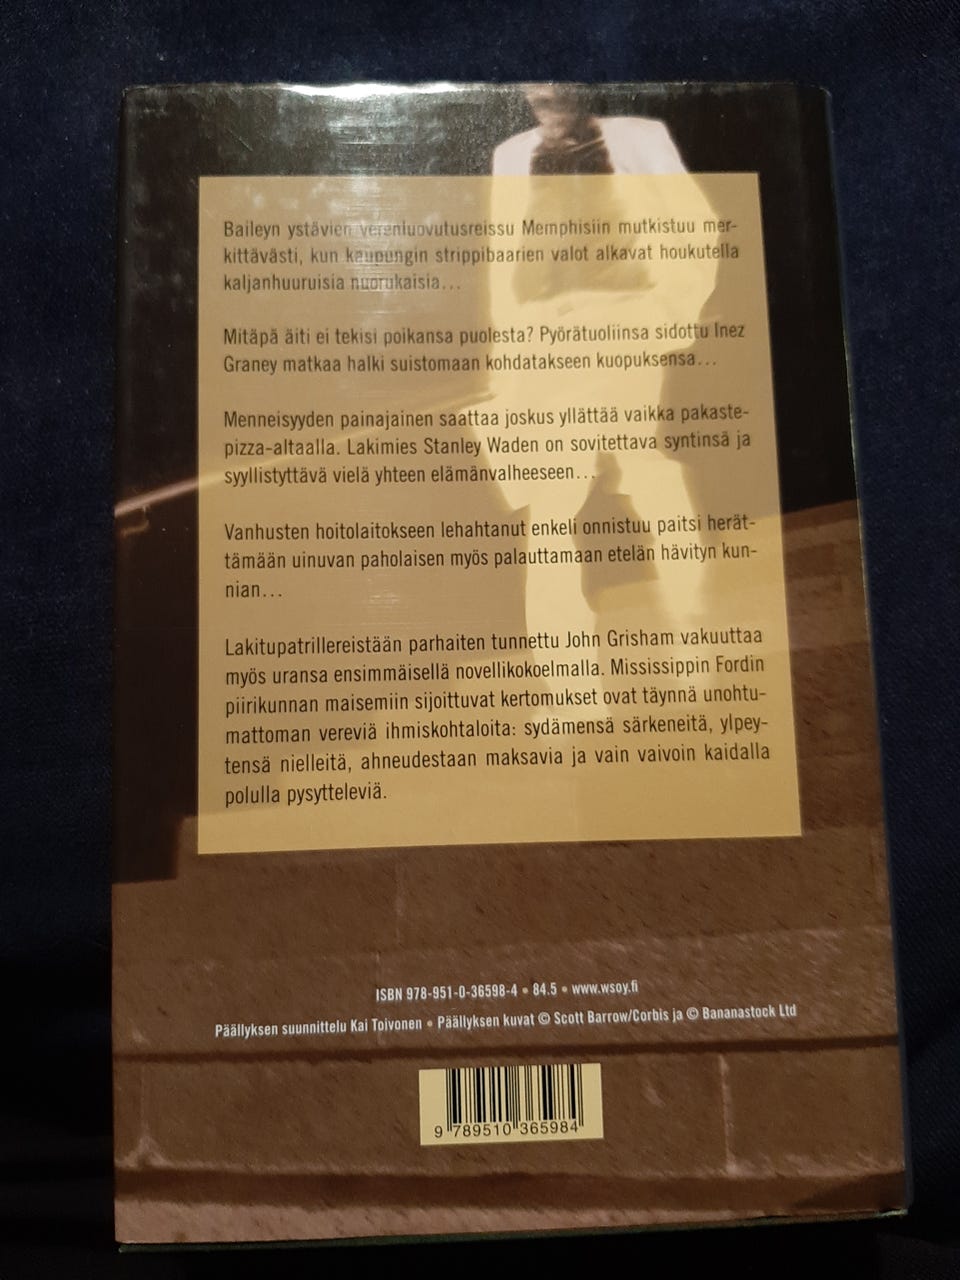 Baileyn ystävien verenluovutusreissu Memphisiin mutkistuu mer-
kittävästi, kun kaupungin strippibaarien valot alkavat houkutella
kaljanhuuruisia nuorukaisia...
Mitäpä äiti ei tekisi poikansa puolesta? Pyörätuoliinsa sidottu Inez
Graney matkaa halki suistomaan kohdatakseen kuopuksensa...
Menneisyyden painajainen saattaa joskus yllättää vaikka pakaste-
pizza-altaalla. Lakimies Stanley Waden on sovitettava syntinsä ja
syyllistyttävä vielä yhteen elämänvalheeseen...
Vanhusten hoitolaitokseen lehahtanut enkeli onnistuu paitsi herät-
tämään uinuvan paholaisen myös palauttamaan etelän hävityn kun-
nian...
Lakitupatrillereistään parhaiten tunnettu John Grisham vakuuttaa
myös uransa ensimmäisellä novellikokoelmalla. Mississippin Fordin
piirikunnan maisemiin sijoittuvat kertomukset ovat täynnä unohtu-
mattoman vereviä ihmiskohtaloita: sydämensä särkeneitä, ylpey-
tensä nielleitä, ahneudestaan maksavia ja vain vaivoin kaidalla
polulla pysytteleviä.
ISBN 978-951-0-36598-4 • 84.5 • www.wsoy.fi
Päällyksen suunnittelu Kai Toivonen • Päällyksen kuvat © Scott Barrow/Corbis ja © Bananastock Ltd
9 789510 365984